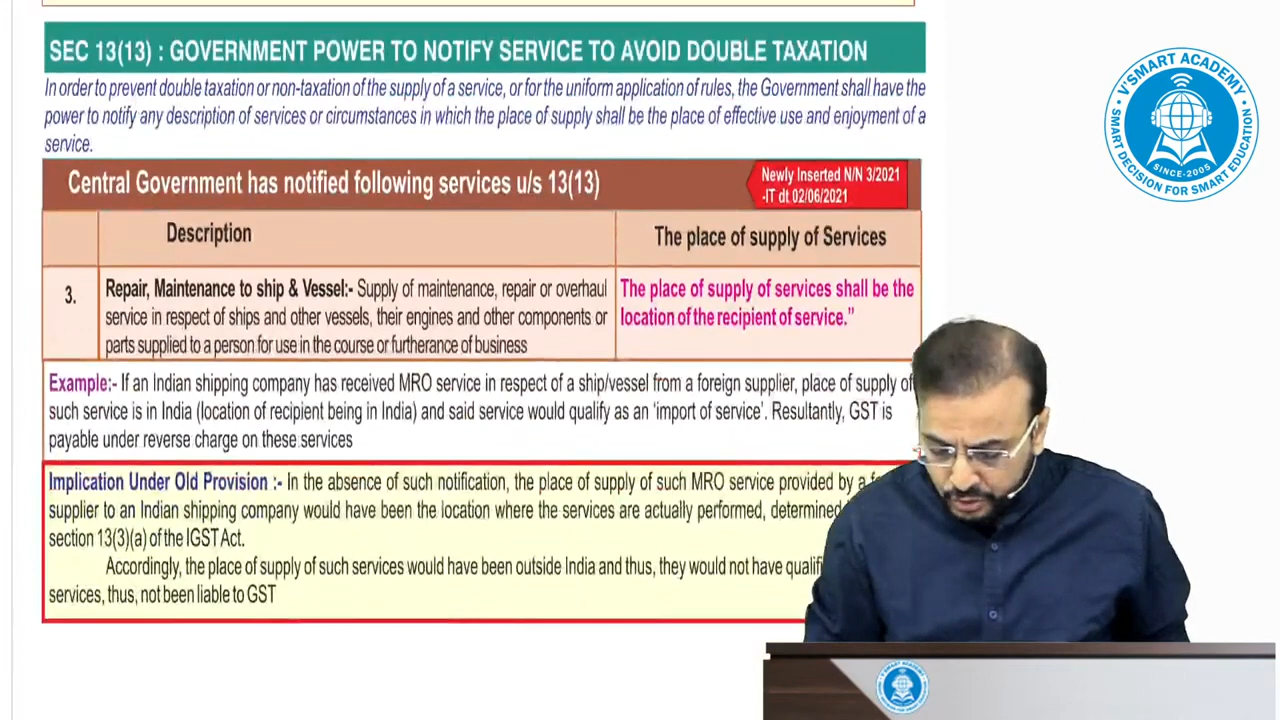 SEC 13(13) : GOVERNMENT POWER TO NOTIFY SERVICE TO AVOID DOUBLE TAXATION
In order to prevent double taxation or non-taxation of the supply of a service, or for the uniform application of rules, the Government shall have the
power to notify any description of services or circumstances in which the place of supply shall be the place of effective use and enjoyment of a
service.
Central Government has notified following services u/s 13(13)
Newly Inserted N/N 3/2021
-IT dt 02/06/2021
Description
The place of supply of Services
3.
Repair, Maintenance to ship & Vessel:- Supply of maintenance, repair or overhaul
service in respect of ships and other vessels, their engines and other components or
parts supplied to a person for use in the course or furtherance of business
The place of supply of services shall be the
location of the recipient of service."
Example:- If an Indian shipping company has received MRO service in respect of a ship/vessel from a foreign supplier, place of supply of
such service is in India (location of recipient being in India) and said service would qualify as an 'import of service'. Resultantly, GST is
payable under reverse charge on these services
Implication Under Old Provision :- In the absence of such notification, the place of supply of such MRO service provided by a
supplier to an Indian shipping company would have been the location where the services are actually performed, determined
section 13(3)(a) of the IGST Act.
Accordingly, the place of supply of such services would have been outside India and thus, they would not have
services, thus, not been liable to GST
V'SMART ACADEMY
SINCE-2005
SMART DECISION FOR SMART EDUCATION